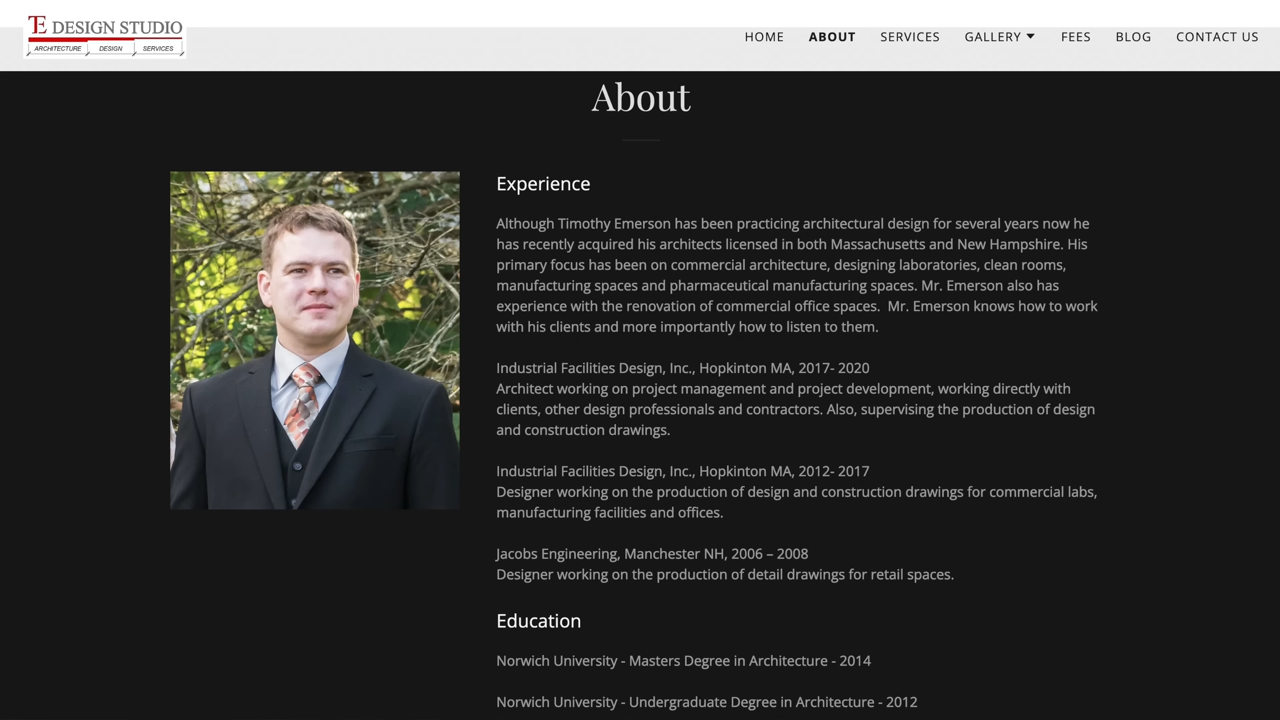 TE DESIGN STUDIO
ARCHITECTURE DESIGN SERVICES
HOME ABOUT SERVICES GALLERY FEES BLOG CONTACT US
About
Experience
Although Timothy Emerson has been practicing architectural design for several years now he
has recently acquired his architects licensed in both Massachusetts and New Hampshire. His
primary focus has been on commercial architecture, designing laboratories, clean rooms,
manufacturing spaces and pharmaceutical manufacturing spaces. Mr. Emerson also has
experience with the renovation of commercial office spaces.  Mr. Emerson knows how to work
with his clients and more importantly how to listen to them.
Industrial Facilities Design, Inc., Hopkinton MA, 2017- 2020
Architect working on project management and project development, working directly with
clients, other design professionals and contractors. Also, supervising the production of design
and construction drawings.
Industrial Facilities Design, Inc., Hopkinton MA, 2012- 2017
Designer working on the production of design and construction drawings for commercial labs,
manufacturing facilities and offices.
Jacobs Engineering, Manchester NH, 2006 – 2008
Designer working on the production of detail drawings for retail spaces.
Education
Norwich University - Masters Degree in Architecture - 2014
Norwich University - Undergraduate Degree in Architecture - 2012